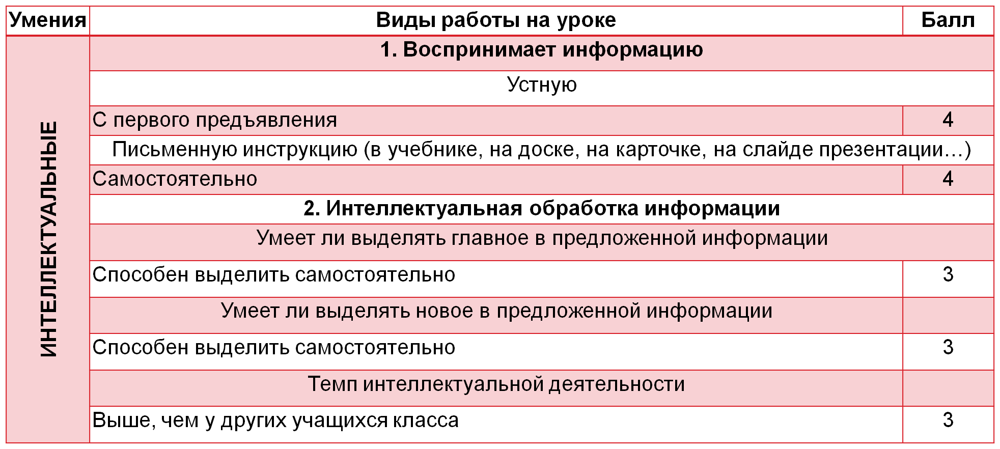 Умения Виды работы на уроке Балл
ИНТЕЛЛЕКТУАЛЬНЫЕ
1. Воспринимает информацию
Устную
С первого предъявления 4
Письменную инструкцию (в учебнике, на доске, на карточке, на слайде презентации…)
Самостоятельно 4
2. Интеллектуальная обработка информации
Умеет ли выделять главное в предложенной информации
Способен выделить самостоятельно 3
Умеет ли выделять новое в предложенной информации
Способен выделить самостоятельно 3
Темп интеллектуальной деятельности
Выше, чем у других учащихся класса 3